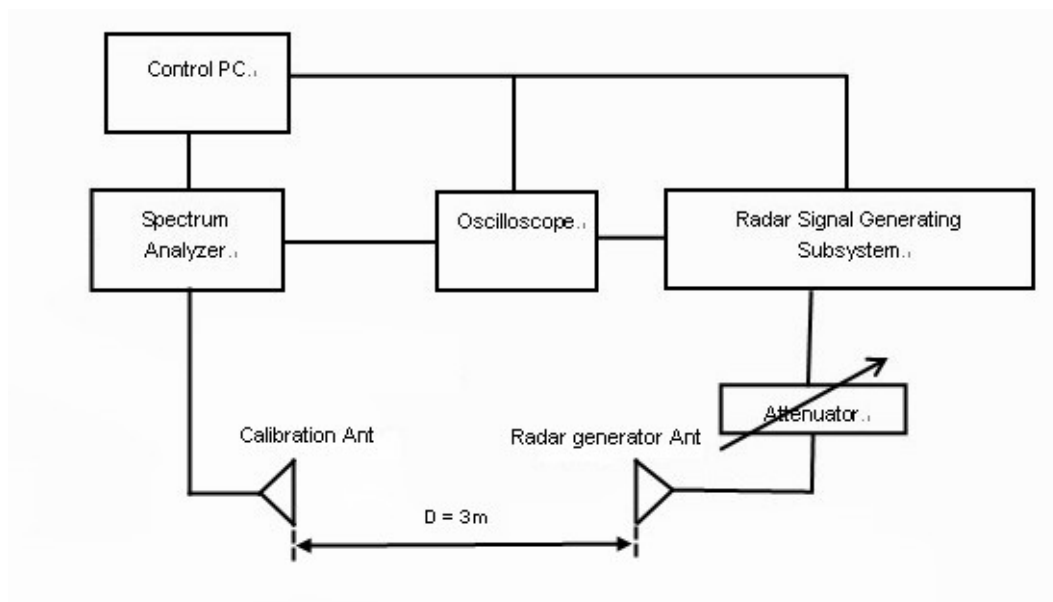 Control PC.
Spectrum
Analyzer.
Oscilloscope.
Radar Signal Generating
Subsystem.
Attenuator.
Calibration Ant
Radar generator Ant
D = 3m